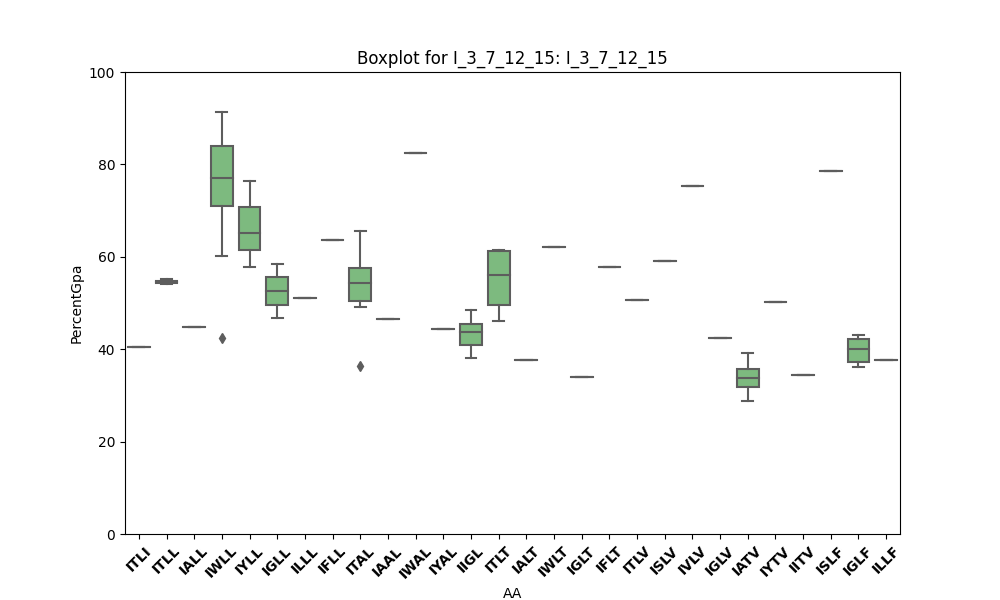 Boxplot for I_3_7_12_15: I_3_7_12_15
100
80
60
40
20
0
PercentGpa
ITLI ITLL IALL IWLL IYLL IGLL ILLL IFLL ITAL IAAL IWAL IYAL IIGL ITLT IALT IWLT IGLT IFLT ITLV ISLV IVLV IGLV IATV IYTV IITV ISLF IGLF ILLF
AA